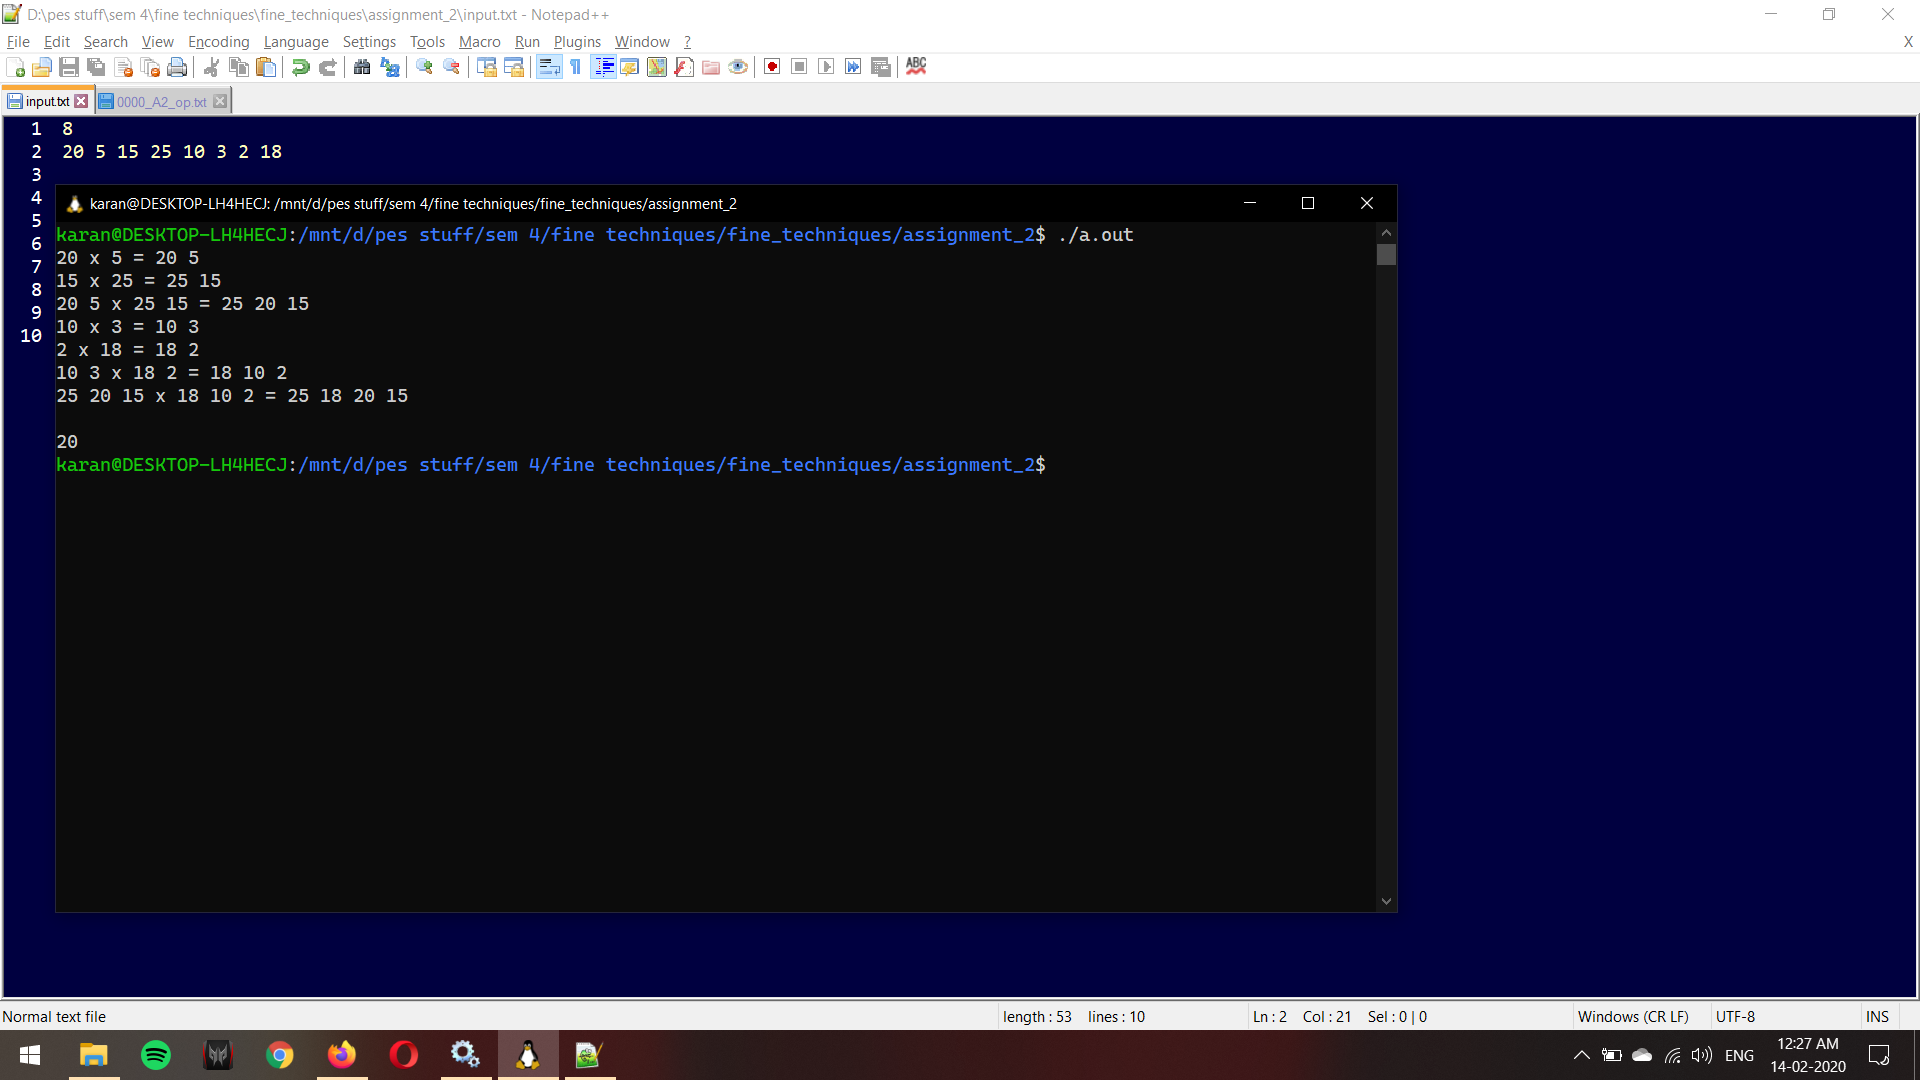 D:\pes stuff\sem 4\fine techniques\fine_techniques\assignment_2\input.txt - Notepad++
File Edit Search View Encoding Language Settings Tools Macro Run Plugins Window ? X
ABC
input.txt 0000_A2_op.txt
1 8
2 20 5 15 25 10 3 2 18
3
4
5
6
7
8
9
10
karan@DESKTOP-LH4HECJ: /mnt/d/pes stuff/sem 4/fine techniques/fine_techniques/assignment_2
karan@DESKTOP-LH4HECJ:/mnt/d/pes stuff/sem 4/fine techniques/fine_techniques/assignment_2$ ./a.out
20 x 5 = 20 5
15 x 25 = 25 15
20 5 x 25 15 = 25 20 15
10 x 3 = 10 3
2 x 18 = 18 2
10 3 x 18 2 = 18 10 2
25 20 15 x 18 10 2 = 25 18 20 15
20
karan@DESKTOP-LH4HECJ:/mnt/d/pes stuff/sem 4/fine techniques/fine_techniques/assignment_2$
Normal text file length : 53 lines : 10 Ln : 2 Col : 21 Sel : 0 | 0 Windows (CR LF) UTF-8 INS
ENG
12:27 AM
14-02-2020